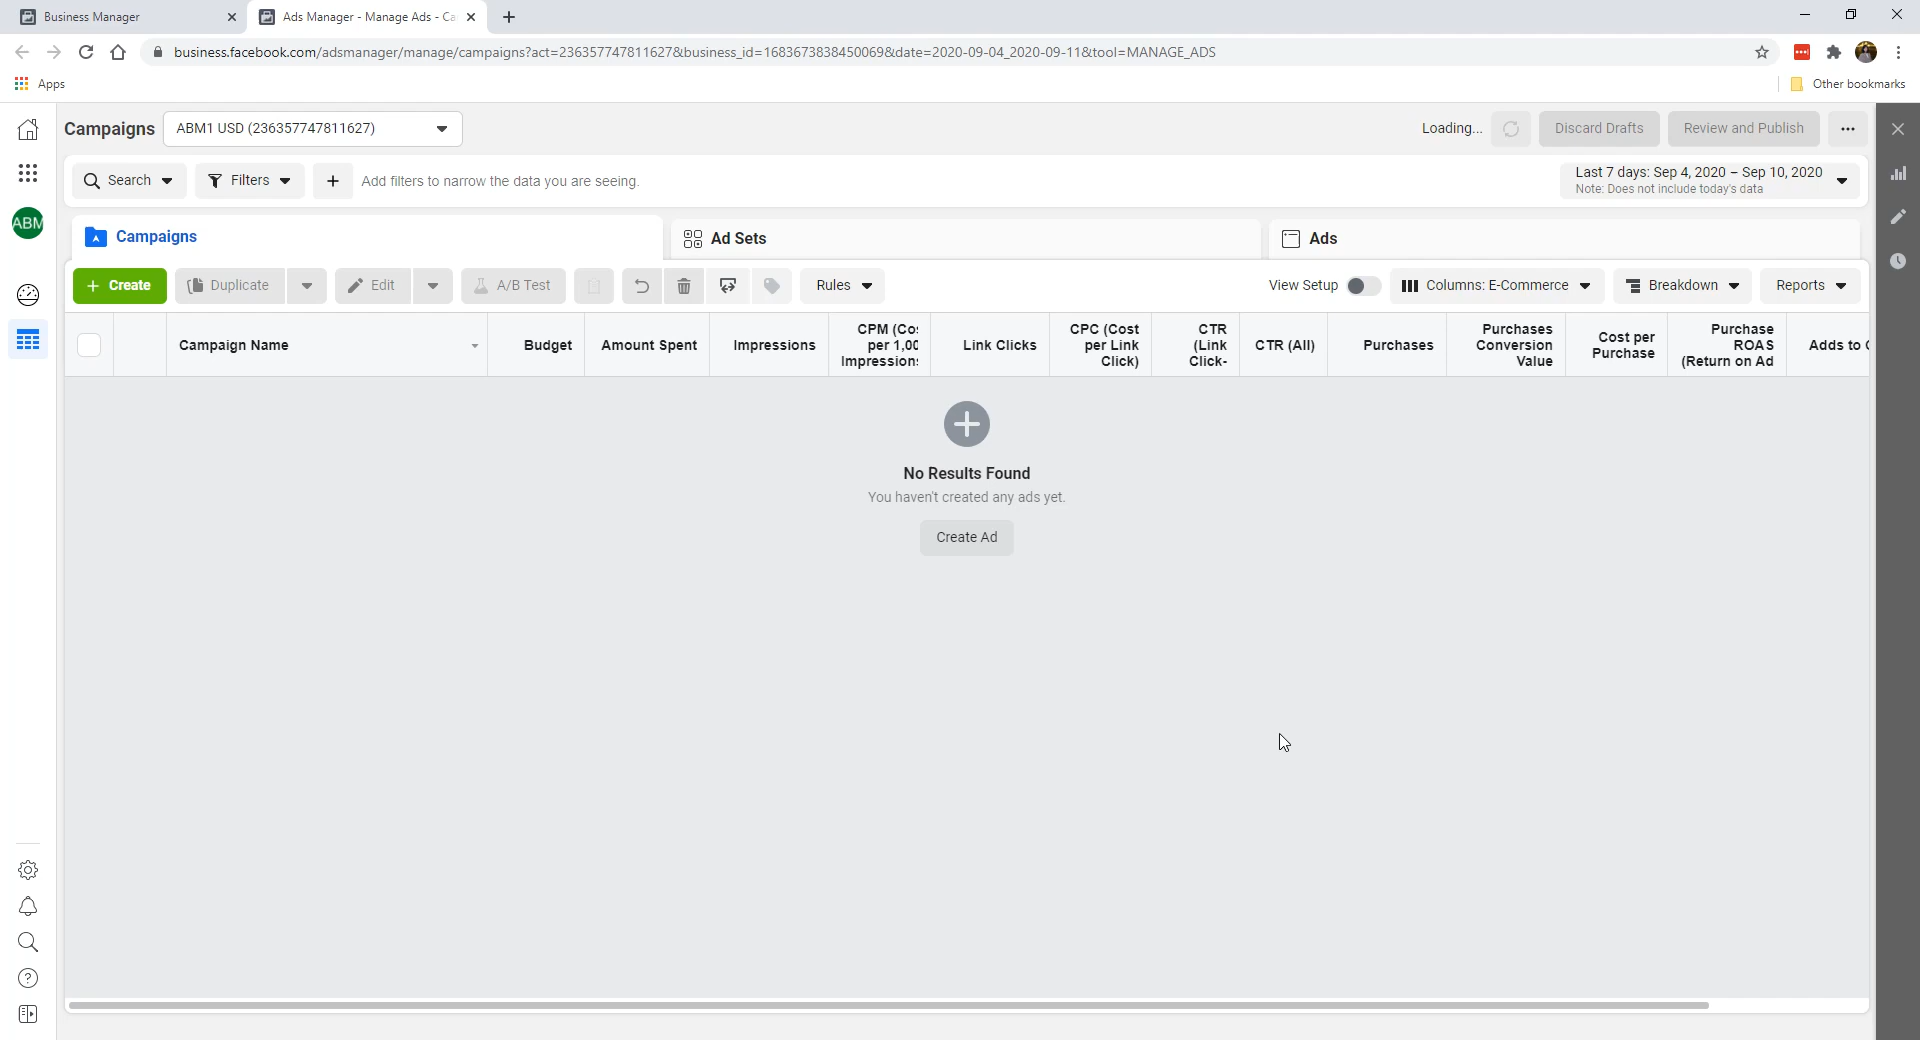 Business Manager
Ads Manager - Manage Ads - Ca
business.facebook.com/adsmanager/manage/campaigns?act=236357747811627&business_id=1683673838450069&date=2020-09-04_2020-09-11&tool=MANAGE_ADS
Apps
Other bookmarks
Campaigns
ABM1 USD (236357747811627)
Loading...
Discard Drafts
Review and Publish
Search
Filters
Add filters to narrow the data you are seeing.
Last 7 days: Sep 4, 2020 – Sep 10, 2020
Note: Does not include today's data
ABM
Campaigns
Ad Sets
Ads
+ Create
Duplicate
Edit
A/B Test
Rules
View Setup
Columns: E-Commerce
Breakdown
Reports
Campaign Name
Budget
Amount Spent
Impressions
CPM (Cos
per 1,00
Impressions
Link Clicks
CPC (Cost
per Link
Click)
CTR
(Link
Click-
CTR (All)
Purchases
Purchases
Conversion
Value
Cost per
Purchase
Purchase
ROAS
(Return on Ad
Adds to C
No Results Found
You haven't created any ads yet.
Create Ad